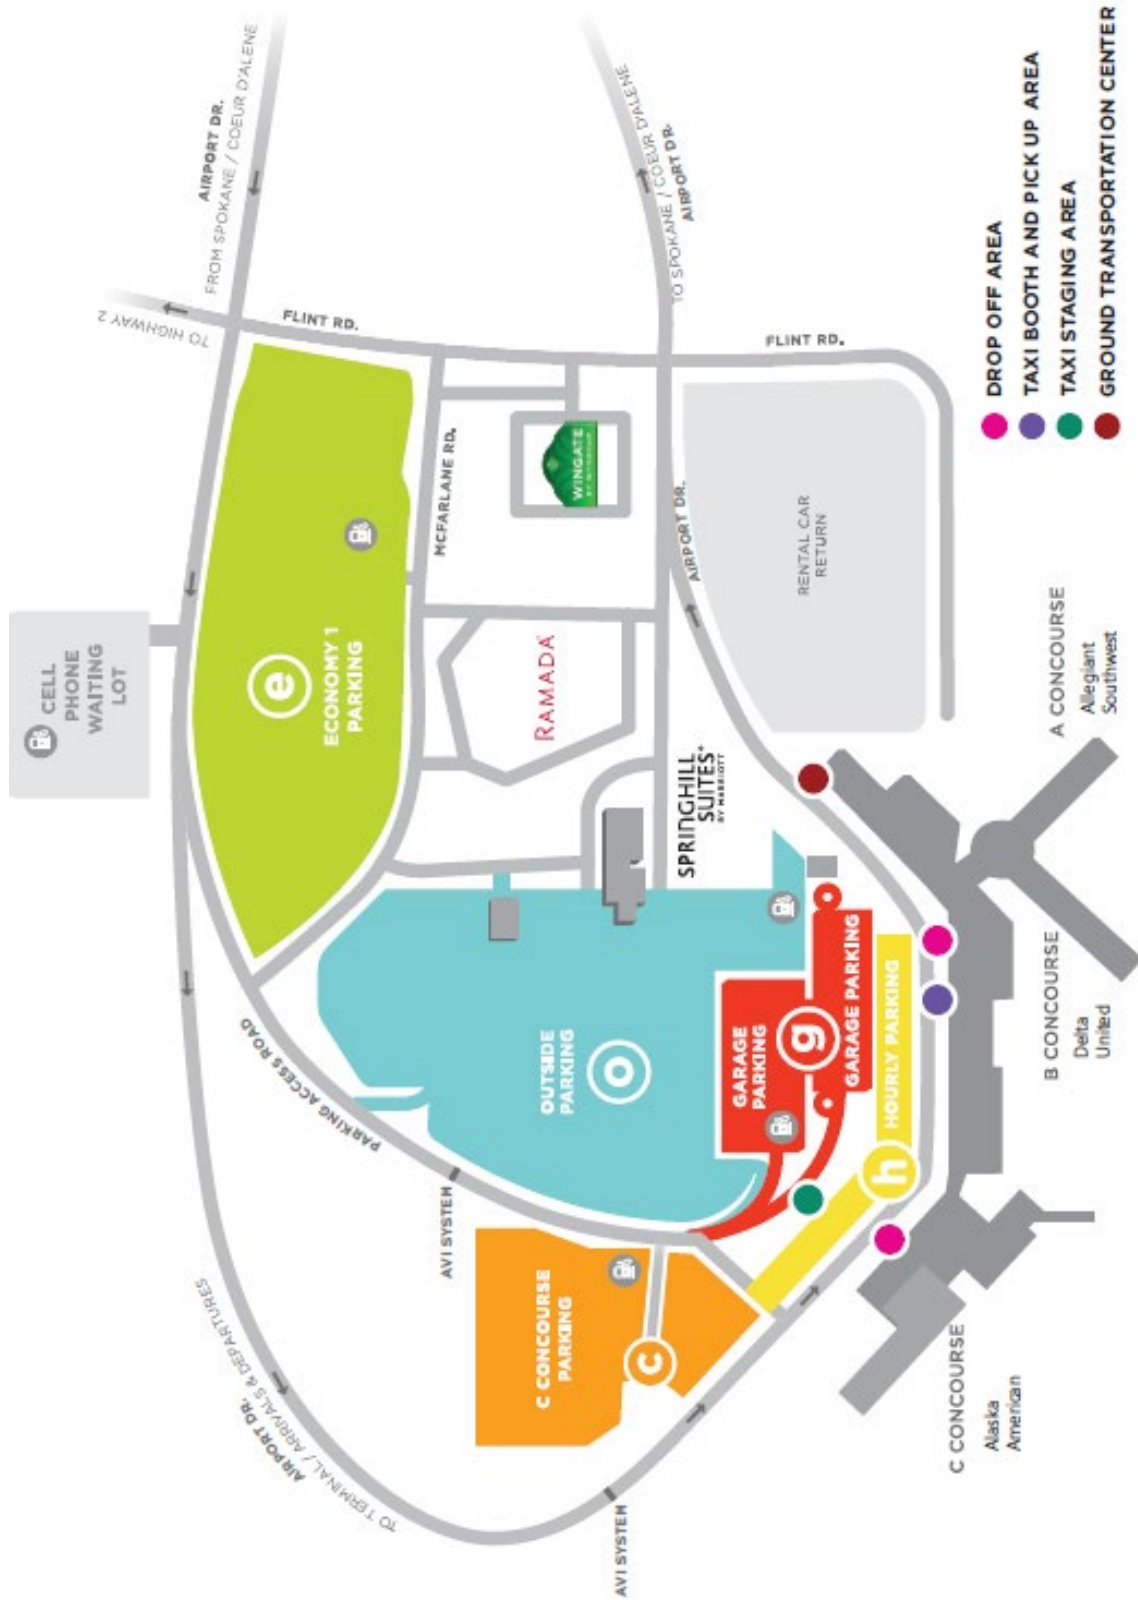 AIRPORT DR.
FROM SPOKANE / COEUR D'ALENE
TO HIGHWAY 2
FLINT RD.
CELL
PHONE
WAITING
LOT
e
ECONOMY 1
PARKING
MCFARLANE RD.
WINGATE
BY WYNDHAM
RAMADA
SPRINGHILL
SUITES
BY MARRIOTT
TO SPOKANE / COEUR D'ALENE
AIRPORT DR.
FLINT RD.
AIRPORT DR.
RENTAL CAR
RETURN
PARKING ACCESS ROAD
OUTSIDE
PARKING
o
GARAGE
PARKING
g
GARAGE PARKING
h
HOURLY PARKING
AVI SYSTEM
C CONCOURSE
PARKING
c
AIRPORT DR.
TO TERMINAL / ARRIVALS & DEPARTURES
AVI SYSTEM
C CONCOURSE
Alaska
American
B CONCOURSE
Delta
United
A CONCOURSE
Allegiant
Southwest
DROP OFF AREA
TAXI BOOTH AND PICK UP AREA
TAXI STAGING AREA
GROUND TRANSPORTATION CENTER